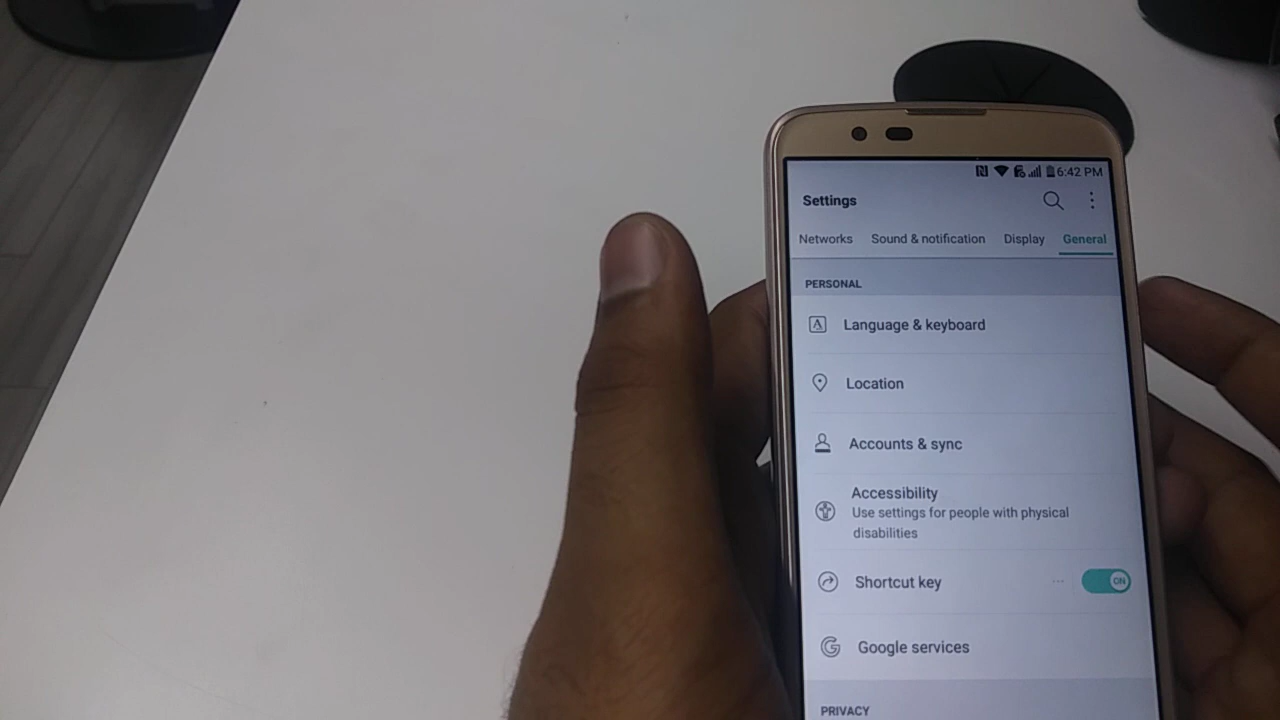 6:42 PM
Settings
Networks Sound & notification Display General
PERSONAL
Language & keyboard
Location
Accounts & sync
Accessibility
Use settings for people with physical
disabilities
Shortcut key ... ON
Google services
PRIVACY